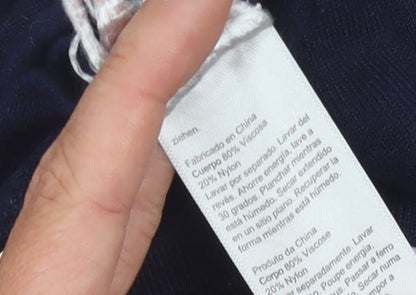 ziehen.
Fabricado en China
Cuerpo 80% Viscosa
20% Nylon
Lavar por separado. Lavar del
revés. Ahorre energía, lave a
30 grados. Planchar mientras
está húmedo. Secar extendido
en un sitio plano. Recuperar la
forma mientras está húmedo.
Produto da China
Corpo 80% Viscose
20% Nylon
separadamente. Lavar
Poupe energia,
Passar a ferro
Secar numa